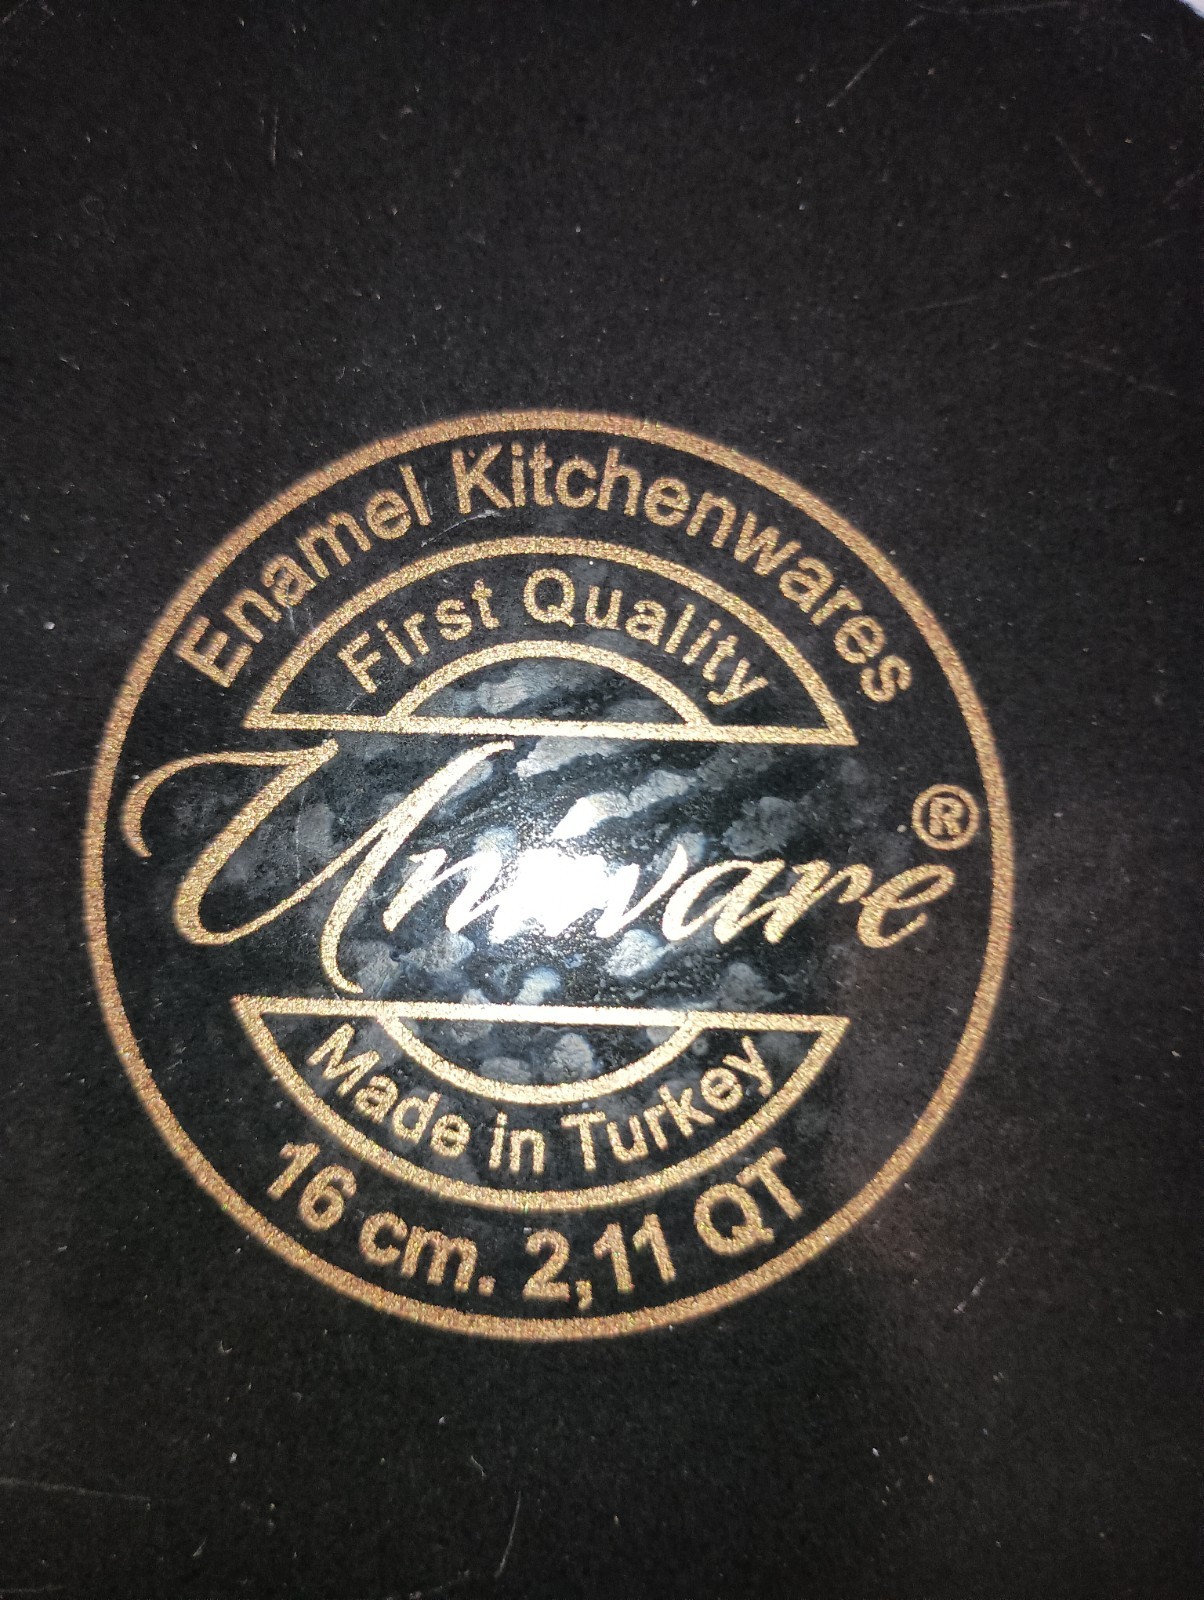 Enamel Kitchenwares
First Quality
Uniware®
Made in Turkey
16 cm. 2,11 QT